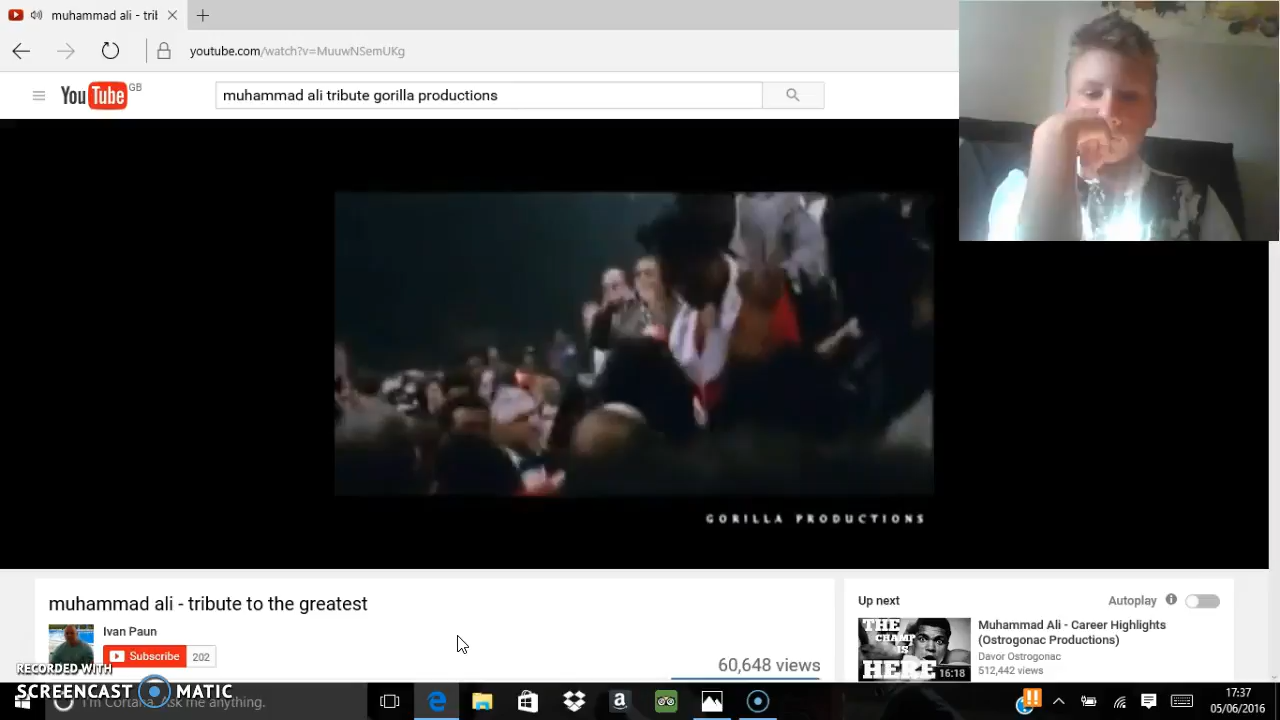 muhammad ali - trib
youtube.com/watch?v=MuuwNSemUKg
YouTube GB
muhammad ali tribute gorilla productions
GORILLA PRODUCTIONS
muhammad ali - tribute to the greatest
Ivan Paun
Subscribe 202
60,648 views
Up next
Autoplay
THE CHAMP IS HERE
16:18
Muhammad Ali - Career Highlights
(Ostrogonac Productions)
Davor Ostrogonac
512,442 views
RECORDED WITH
SCREENCAST MATIC
I'm Cortana. Ask me anything.
17:37
05/06/2016